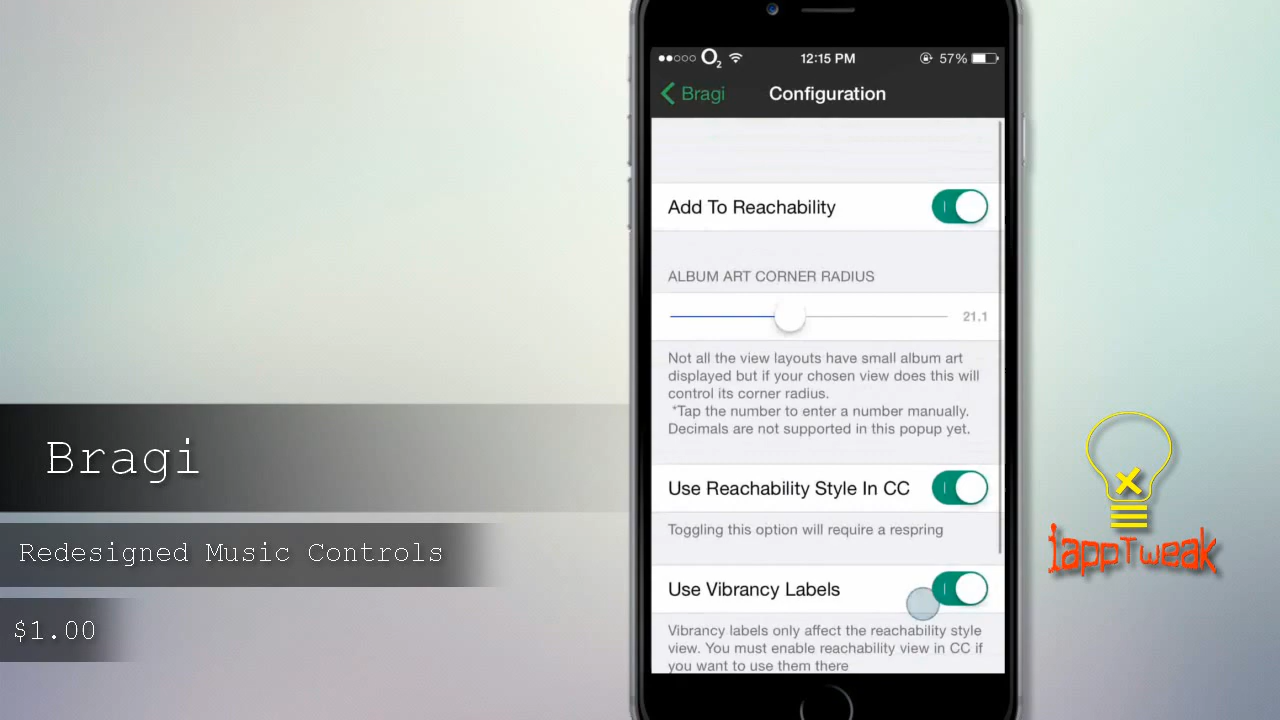 O2
12:15 PM
57%
Bragi
Configuration
Add To Reachability
ALBUM ART CORNER RADIUS
21.1
Not all the view layouts have small album art
displayed but if your chosen view does this will
control its corner radius.
*Tap the number to enter a number manually.
Decimals are not supported in this popup yet.
Use Reachability Style In CC
Toggling this option will require a respring
Use Vibrancy Labels
Vibrancy labels only affect the reachability style
view. You must enable reachability view in CC if
you want to use them there
Bragi
Redesigned Music Controls
$1.00
iappTweak